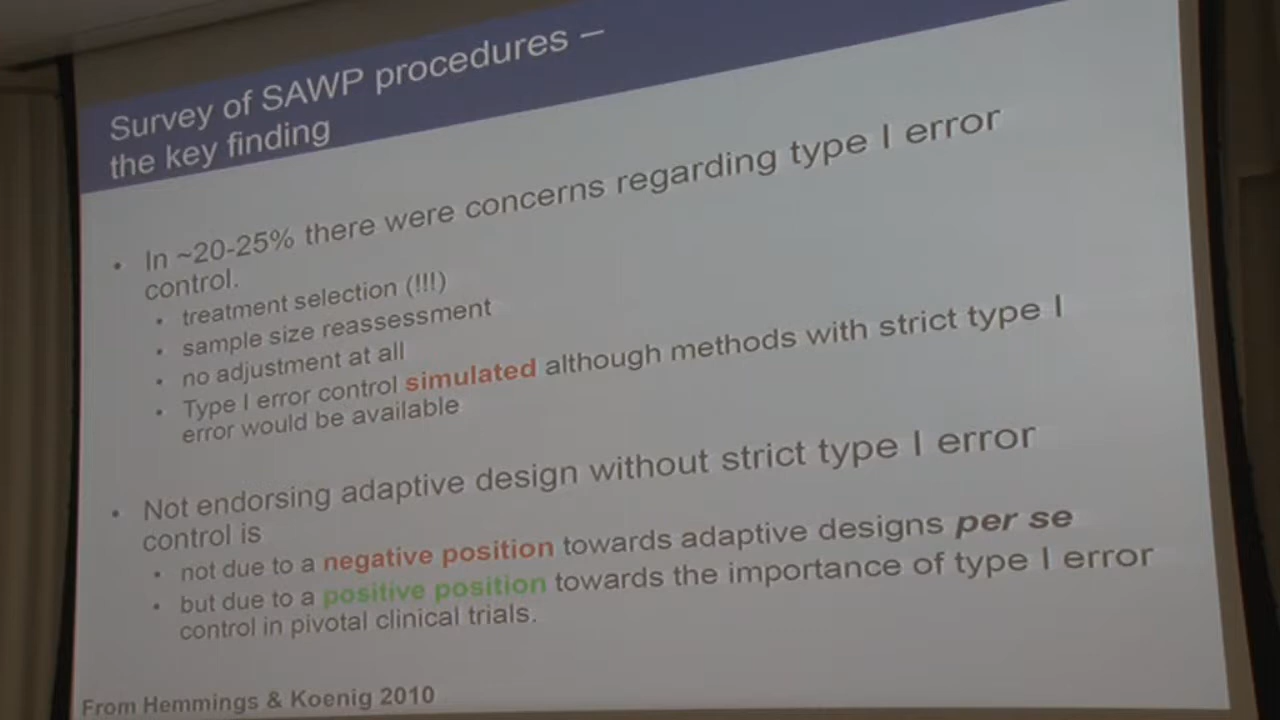 Survey of SAWP procedures –
the key finding
• In ~20-25% there were concerns regarding type I error
control.
• treatment selection (!!!)
• sample size reassessment
• no adjustment at all
• Type I error control simulated although methods with strict type I
error would be available
• Not endorsing adaptive design without strict type I error
control is
• not due to a negative position towards adaptive designs per se
• but due to a positive position towards the importance of type I error
control in pivotal clinical trials.
From Hemmings & Koenig 2010